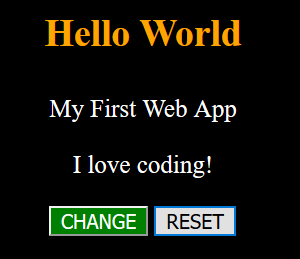 Hello World
My First Web App
I love coding!
CHANGE RESET